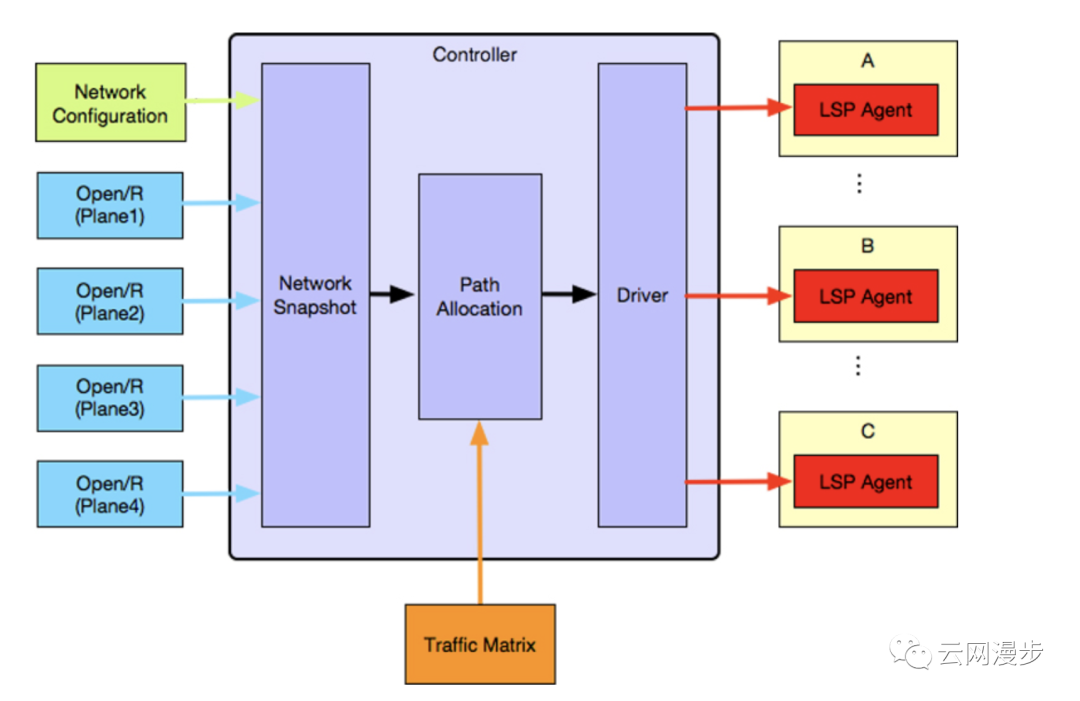 Controller
Network
Configuration
Open/R
(Plane1)
Open/R
(Plane2)
Open/R
(Plane3)
Open/R
(Plane4)
Network
Snapshot
Path
Allocation
Driver
Traffic Matrix
A
LSP Agent
⋮
B
LSP Agent
⋮
C
LSP Agent
云网漫步